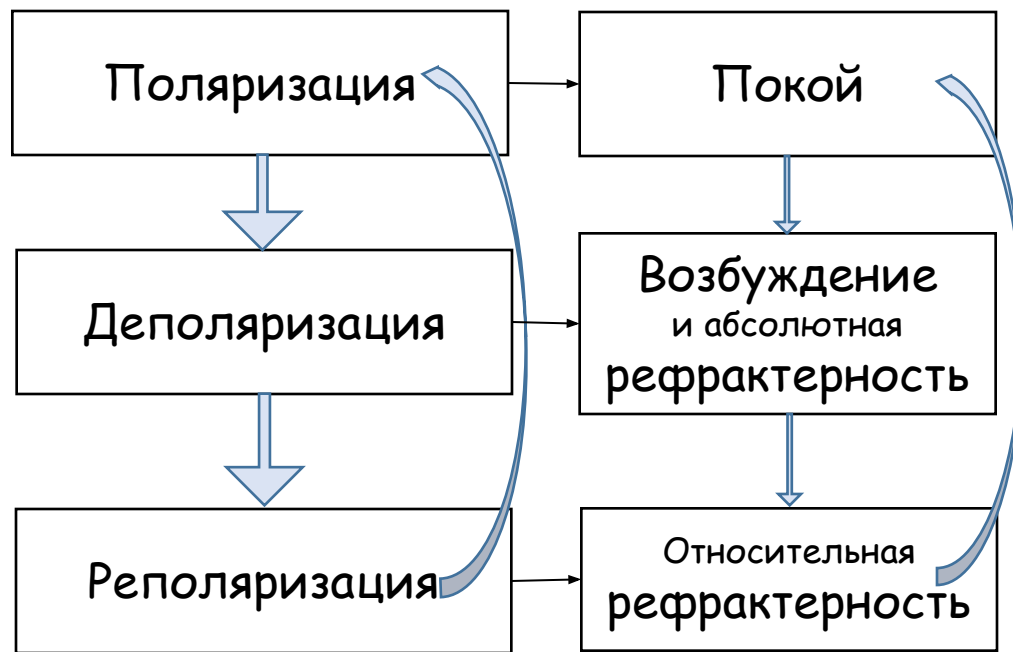 Поляризация
Покой
Деполяризация
Возбуждение
и абсолютная
рефрактерность
Реполяризация
Относительная
рефрактерность